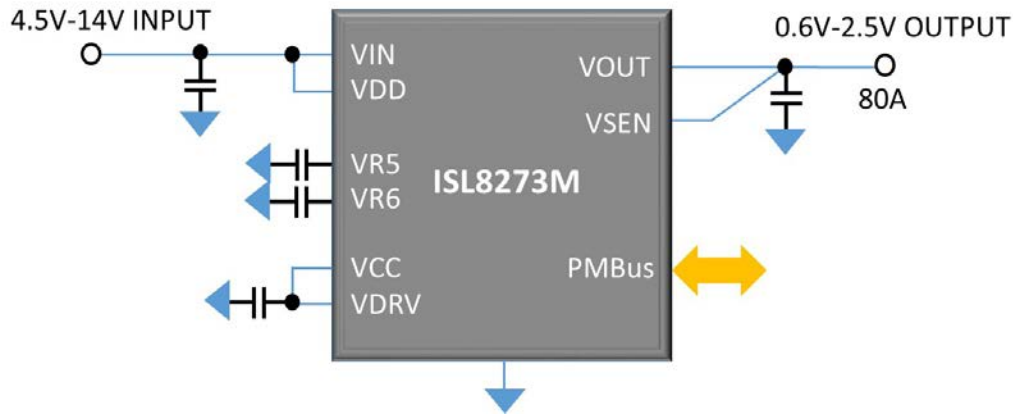 4.5V-14V INPUT
0.6V-2.5V OUTPUT
80A
VIN
VDD
VR5
VR6
VCC
VDRV
ISL8273M
VOUT
VSEN
PMBus